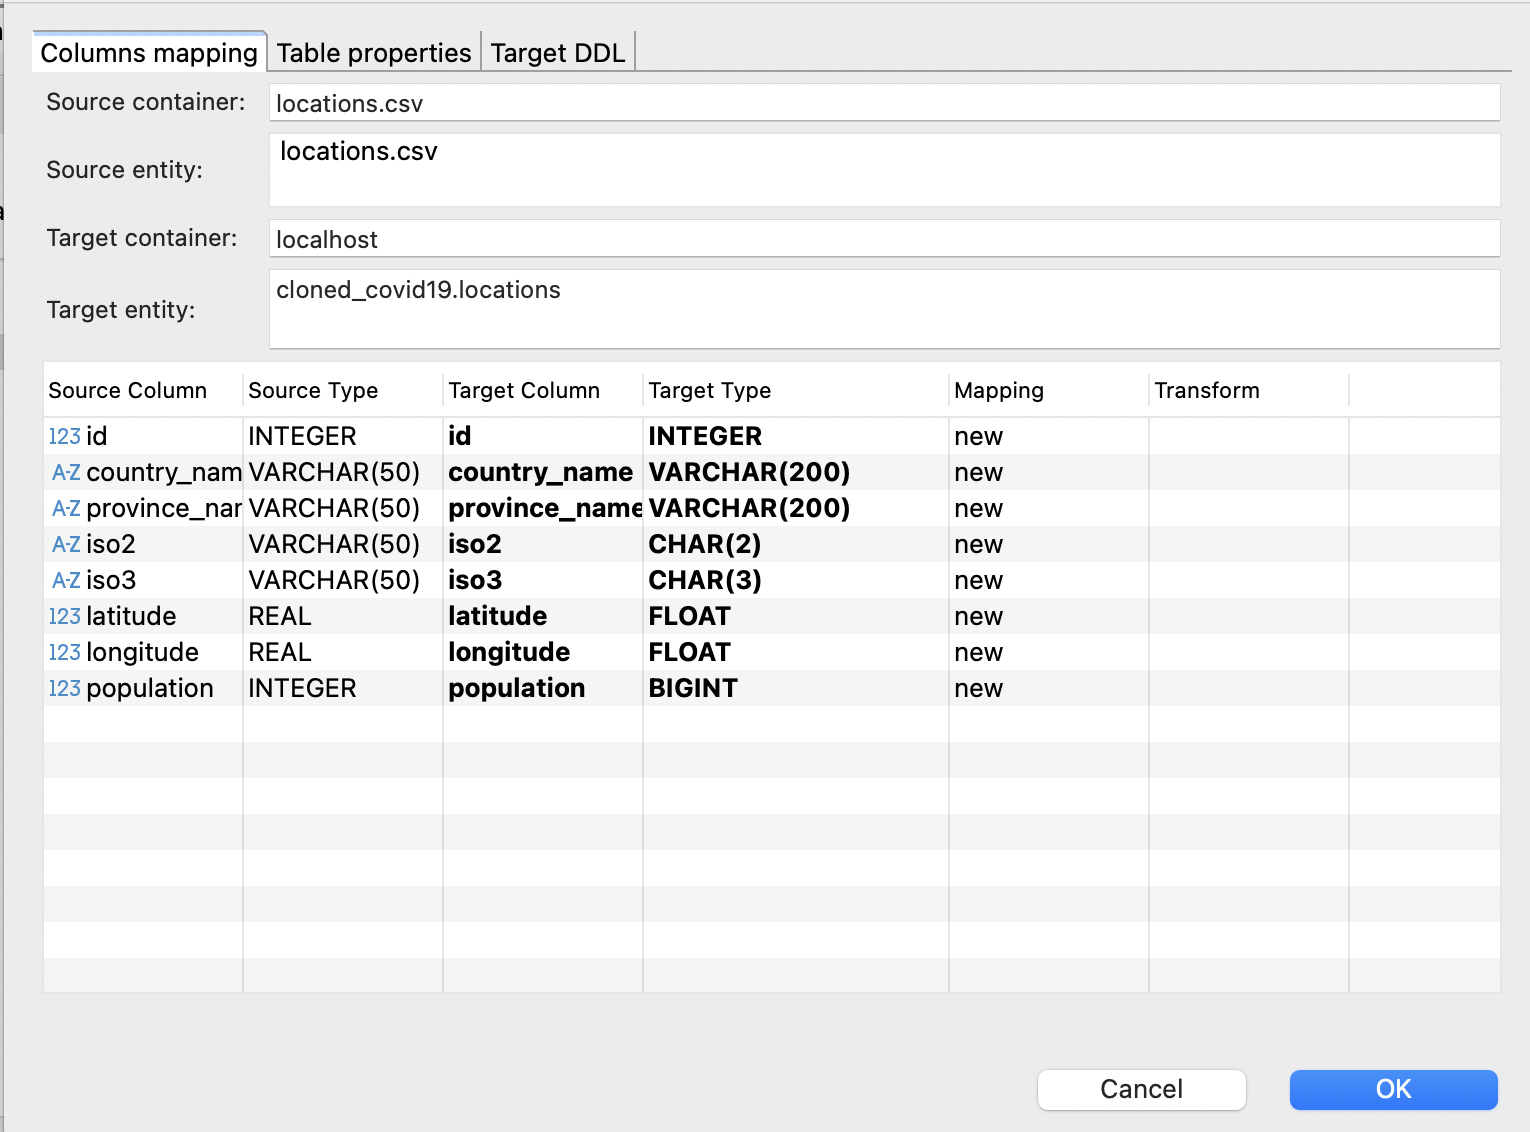 Columns mapping Table properties Target DDL
Source container: locations.csv
Source entity: locations.csv
Target container: localhost
Target entity: cloned_covid19.locations
Source Column Source Type Target Column Target Type Mapping Transform
123 id INTEGER id INTEGER new
A-Z country_nam VARCHAR(50) country_name VARCHAR(200) new
A-Z province_nar VARCHAR(50) province_name VARCHAR(200) new
A-Z iso2 VARCHAR(50) iso2 CHAR(2) new
A-Z iso3 VARCHAR(50) iso3 CHAR(3) new
123 latitude REAL latitude FLOAT new
123 longitude REAL longitude FLOAT new
123 population INTEGER population BIGINT new
Cancel OK